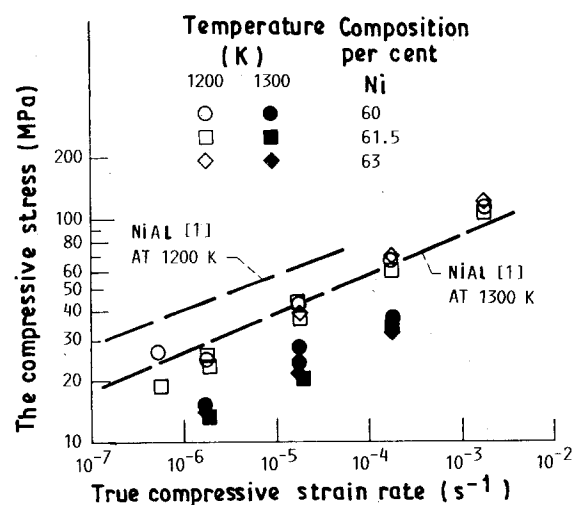 Temperature Composition
(K) per cent
1200 1300 Ni
60
61.5
63
The compressive stress (MPa)
200
100
80
60
50
40
30
20
10
NiAl [1]
AT 1200 K
NiAl [1]
AT 1300 K
10-7 10-6 10-5 10-4 10-3 10-2
True compressive strain rate (s-1)